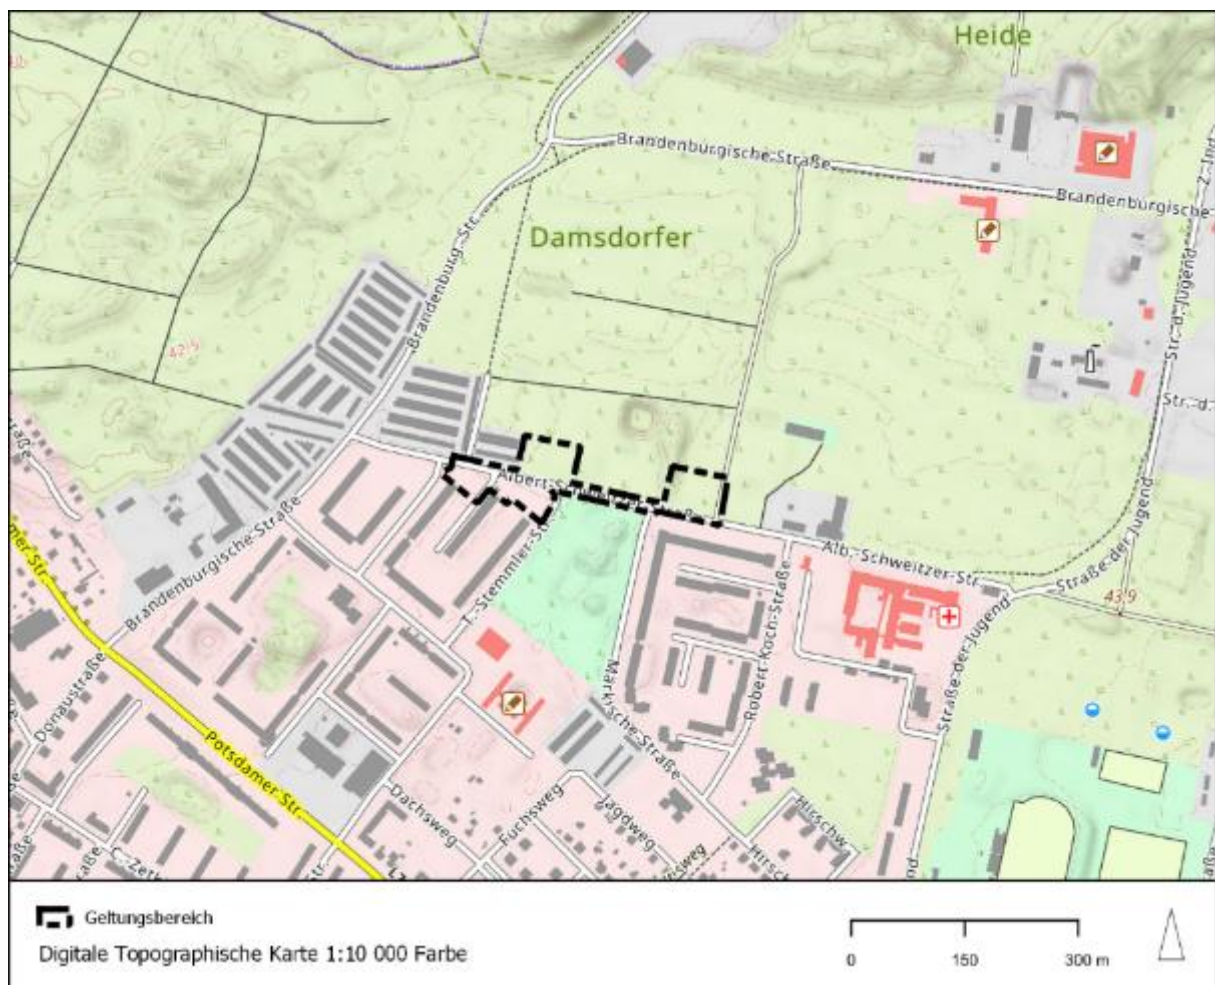 Heide
Brandenburgische Straße
Brandenburgische
Damsdorfer
Brandenburg. Str.
Str. d. Jugend
Str. d.
42,9
Albert-Schweitzer-Straße
Alb.-Schweitzer-Str.
Straße der Jugend
43,9
Brandenburgische Straße
T.-Stemmler-Str.
Robert-Koch-Straße
Märkische Straße
Straße-der-Jugend
Donaustraße
Potsdamer Str.
Dachsweg
Fuchsweg
Jagdweg
Hirschw.
Geltungsbereich
Digitale Topographische Karte 1:10 000 Farbe
0 150 300 m